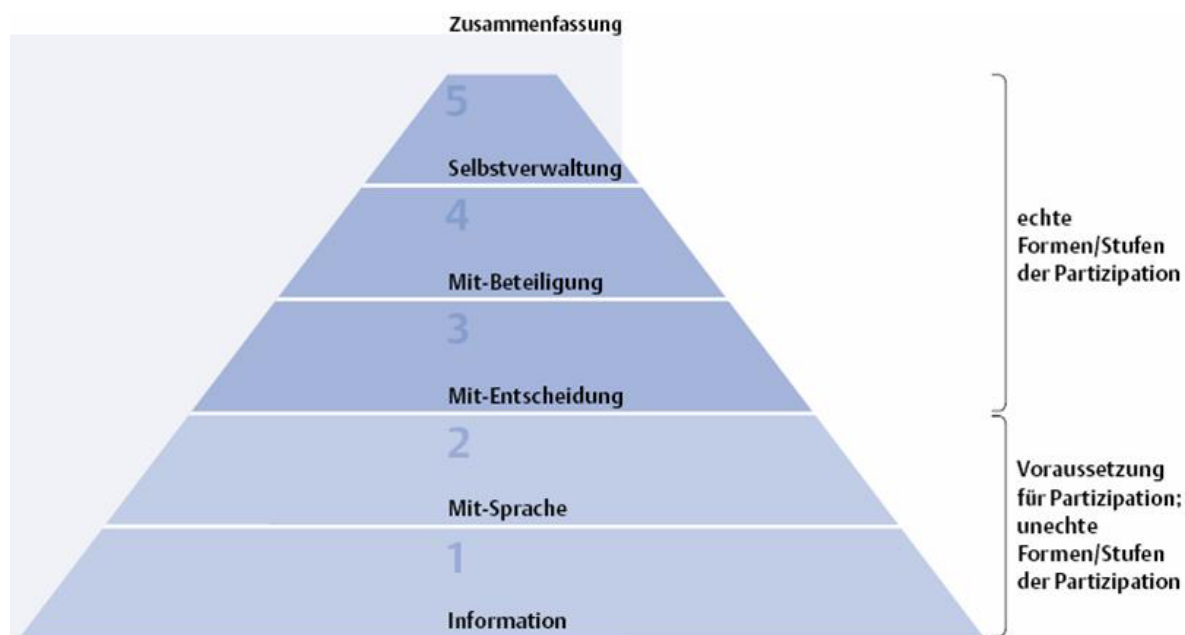 Zusammenfassung
5
Selbstverwaltung
4
Mit-Beteiligung
3
Mit-Entscheidung
2
Mit-Sprache
1
Information
echte
Formen/Stufen
der Partizipation
Voraussetzung
für Partizipation;
unechte
Formen/Stufen
der Partizipation